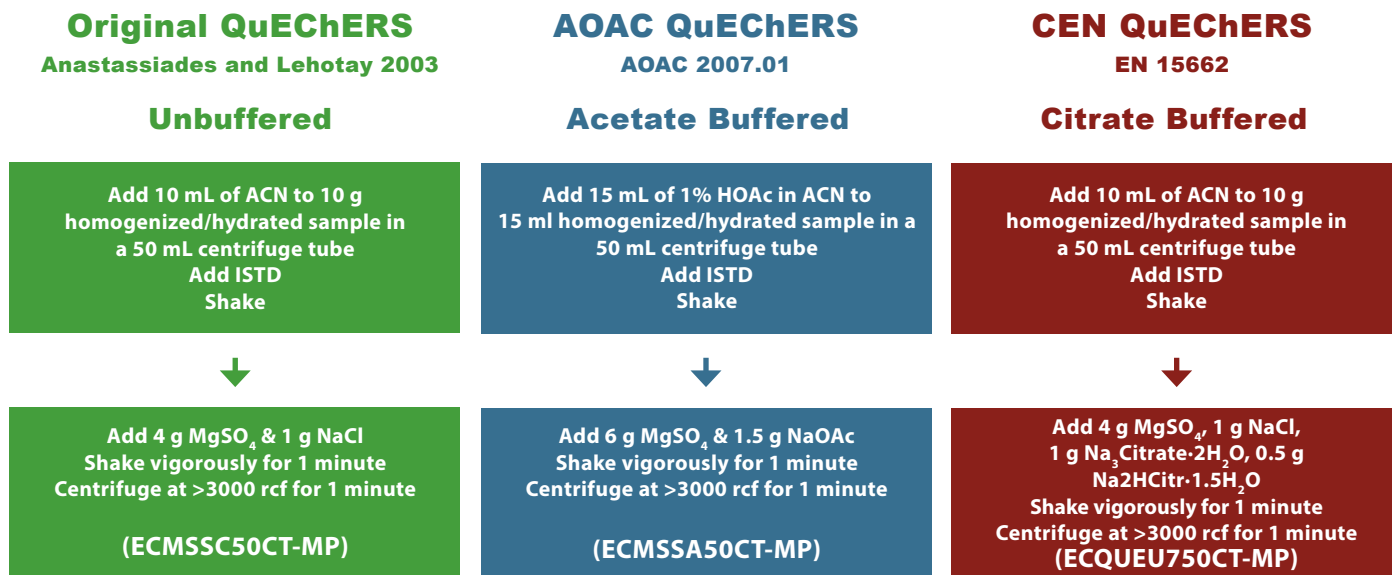 Original QuEChERS
Anastassiades and Lehotay 2003
Unbuffered
Add 10 mL of ACN to 10 g
homogenized/hydrated sample in
a 50 mL centrifuge tube
Add ISTD
Shake
Add 4 g MgSO₄ & 1 g NaCl
Shake vigorously for 1 minute
Centrifuge at >3000 rcf for 1 minute
(ECMSSC50CT-MP)
AOAC QuEChERS
AOAC 2007.01
Acetate Buffered
Add 15 mL of 1% HOAc in ACN to
15 ml homogenized/hydrated sample in a
50 mL centrifuge tube
Add ISTD
Shake
Add 6 g MgSO₄ & 1.5 g NaOAc
Shake vigorously for 1 minute
Centrifuge at >3000 rcf for 1 minute
(ECMSSA50CT-MP)
CEN QuEChERS
EN 15662
Citrate Buffered
Add 10 mL of ACN to 10 g
homogenized/hydrated sample in
a 50 mL centrifuge tube
Add ISTD
Shake
Add 4 g MgSO₄, 1 g NaCl,
1 g Na₃Citrate·2H₂O, 0.5 g
Na2HCitr·1.5H₂O
Shake vigorously for 1 minute
Centrifuge at >3000 rcf for 1 minute
(ECQUEU750CT-MP)